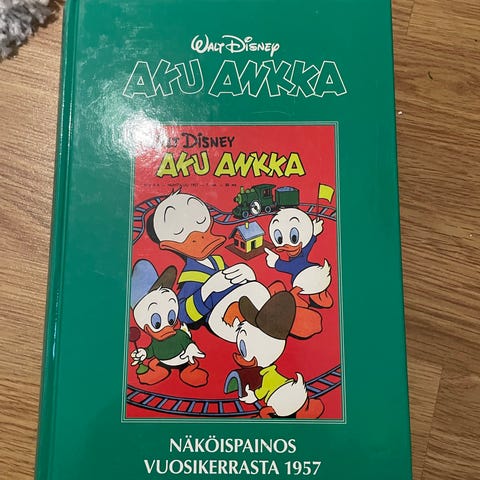 WALT DISNEY
AKU ANKKA
WALT DISNEY
AKU ANKKA
NÄKÖISPAINOS
VUOSIKERRASTA 1957